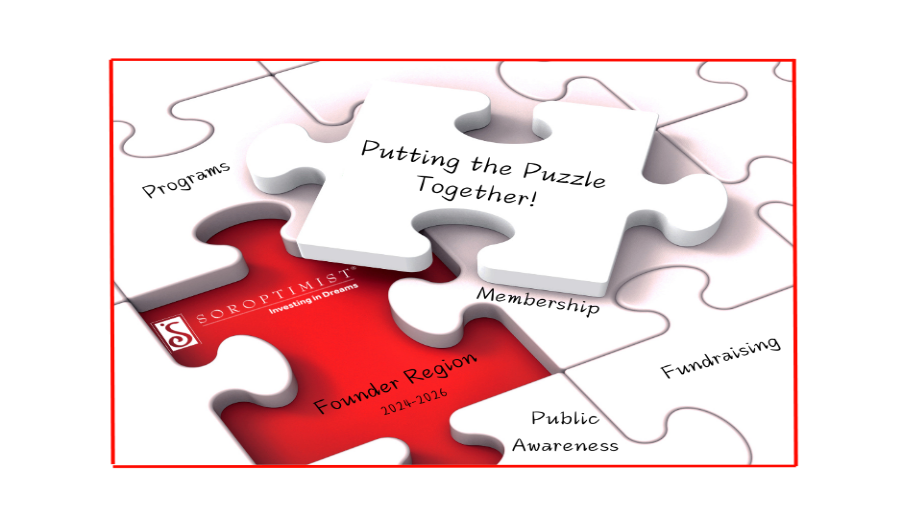 Putting the Puzzle
Together!
Programs
SOROPTIMIST®
Investing in Dreams
Membership
Fundraising
Founder Region
2024-2026
Public
Awareness